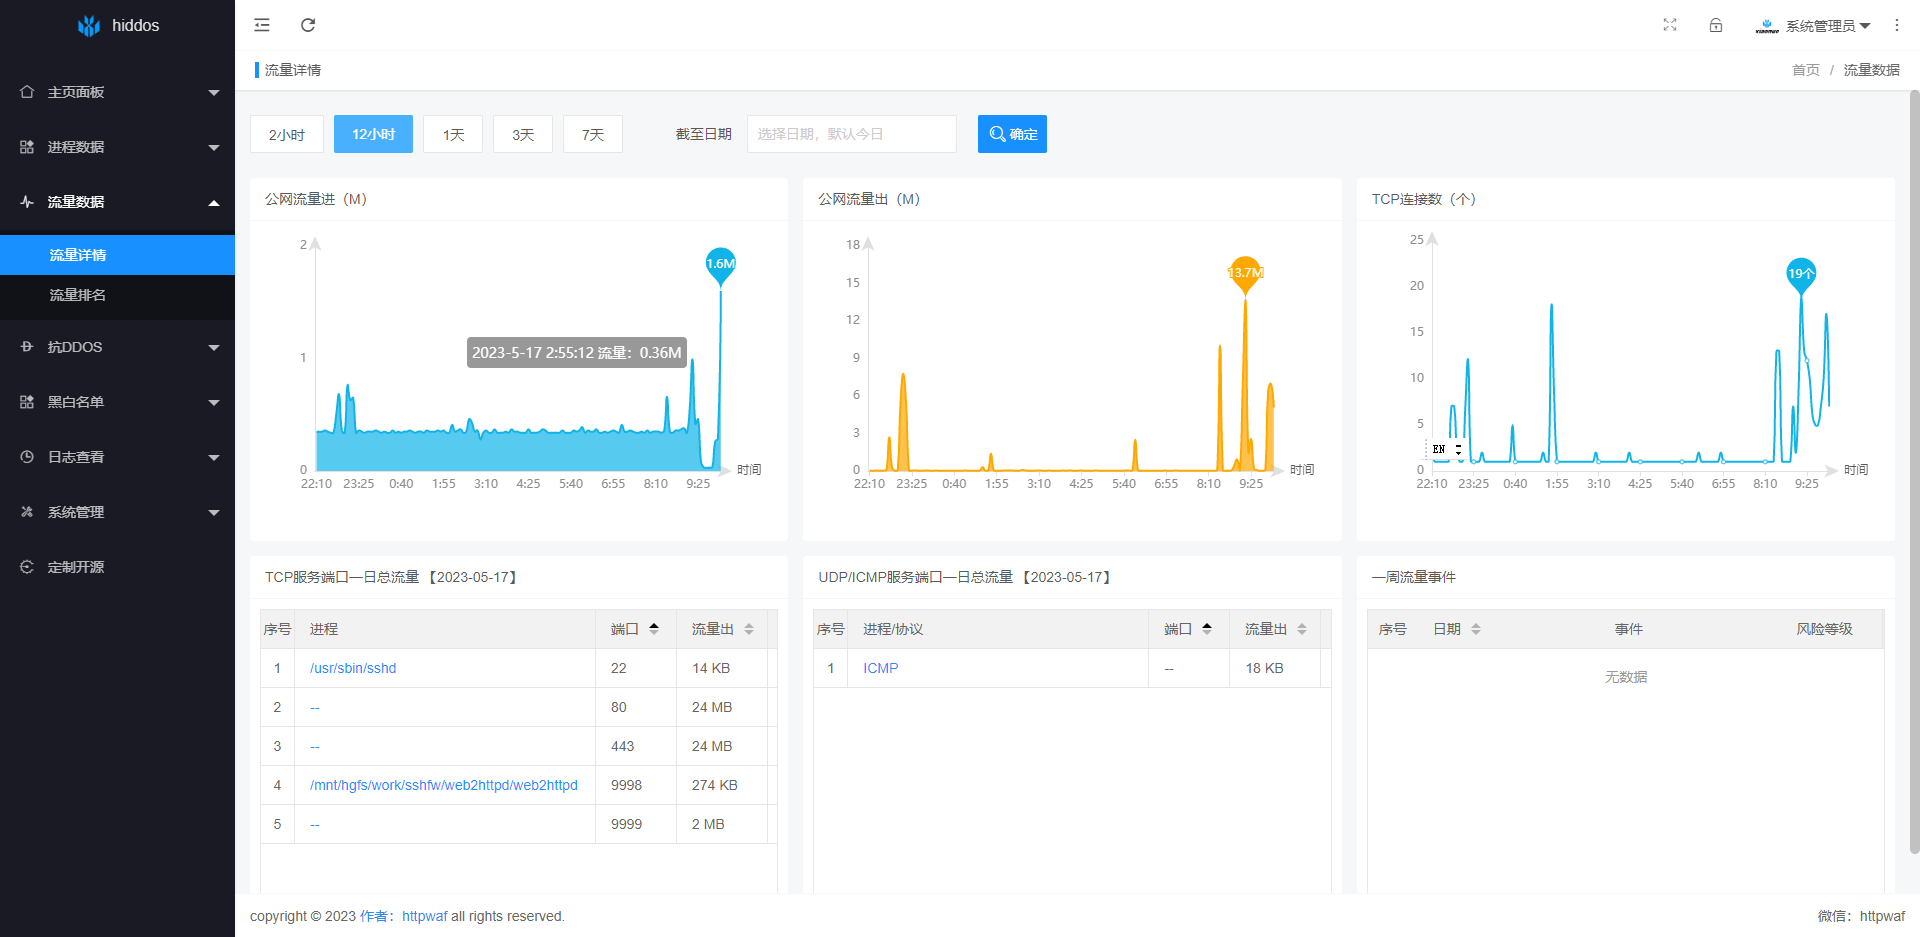 hiddos
系统管理员
主页面板
进程数据
流量数据
流量详情
流量排名
抗DDOS
黑白名单
日志查看
系统管理
定制开源
流量详情
首页 / 流量数据
2小时 12小时 1天 3天 7天 截至日期 选择日期，默认今日 确定
公网流量进（M）
2
1
0
1.6M
2023-5-17 2:55:12 流量：0.36M
时间
22:10 23:25 0:40 1:55 3:10 4:25 5:40 6:55 8:10 9:25
公网流量出（M）
18
15
12
9
6
3
0
13.7M
时间
22:10 23:25 0:40 1:55 3:10 4:25 5:40 6:55 8:10 9:25
TCP连接数（个）
25
20
15
10
5
0
19个
EN
时间
22:10 23:25 0:40 1:55 3:10 4:25 5:40 6:55 8:10 9:25
TCP服务端口一日总流量 【2023-05-17】
序号 进程 端口 流量出
1 /usr/sbin/sshd 22 14 KB
2 -- 80 24 MB
3 -- 443 24 MB
4 /mnt/hgfs/work/sshfw/web2httpd/web2httpd 9998 274 KB
5 -- 9999 2 MB
UDP/ICMP服务端口一日总流量 【2023-05-17】
序号 进程/协议 端口 流量出
1 ICMP -- 18 KB
一周流量事件
序号 日期 事件 风险等级
无数据
copyright © 2023 作者：httpwaf all rights reserved.
微信：httpwaf